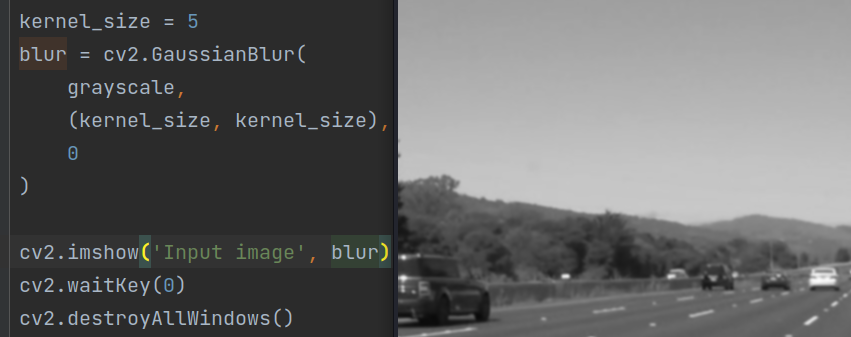 kernel_size = 5
blur = cv2.GaussianBlur(
    grayscale,
    (kernel_size, kernel_size),
    0
)
cv2.imshow('Input image', blur)
cv2.waitKey(0)
cv2.destroyAllWindows()